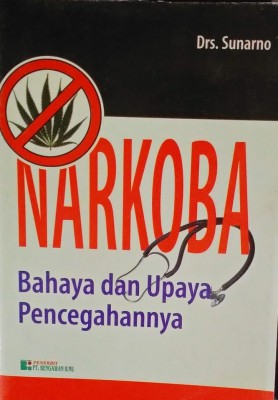 Drs. Sunarno
NARKOBA
Bahaya dan Upaya
Pencegahannya
PENERBIT
PT. BENGAWAN ILMU